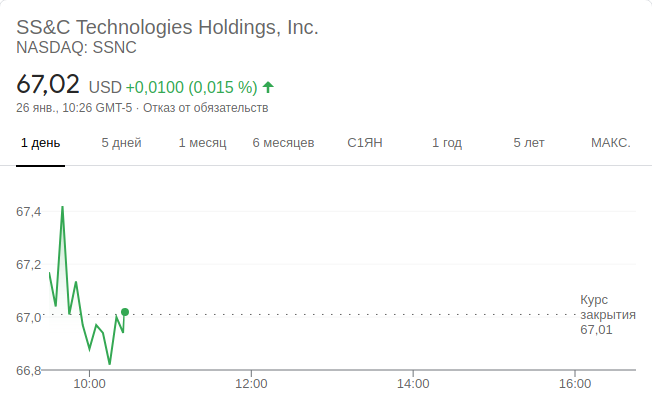 SS&C Technologies Holdings, Inc.
NASDAQ: SSNC
67,02 USD +0,0100 (0,015 %)
26 янв., 10:26 GMT-5 · Отказ от обязательств
1 день 5 дней 1 месяц 6 месяцев С1ЯН 1 год 5 лет МАКС.
67,4
67,2
67,0
66,8
Курс
закрытия
67,01
10:00 12:00 14:00 16:00